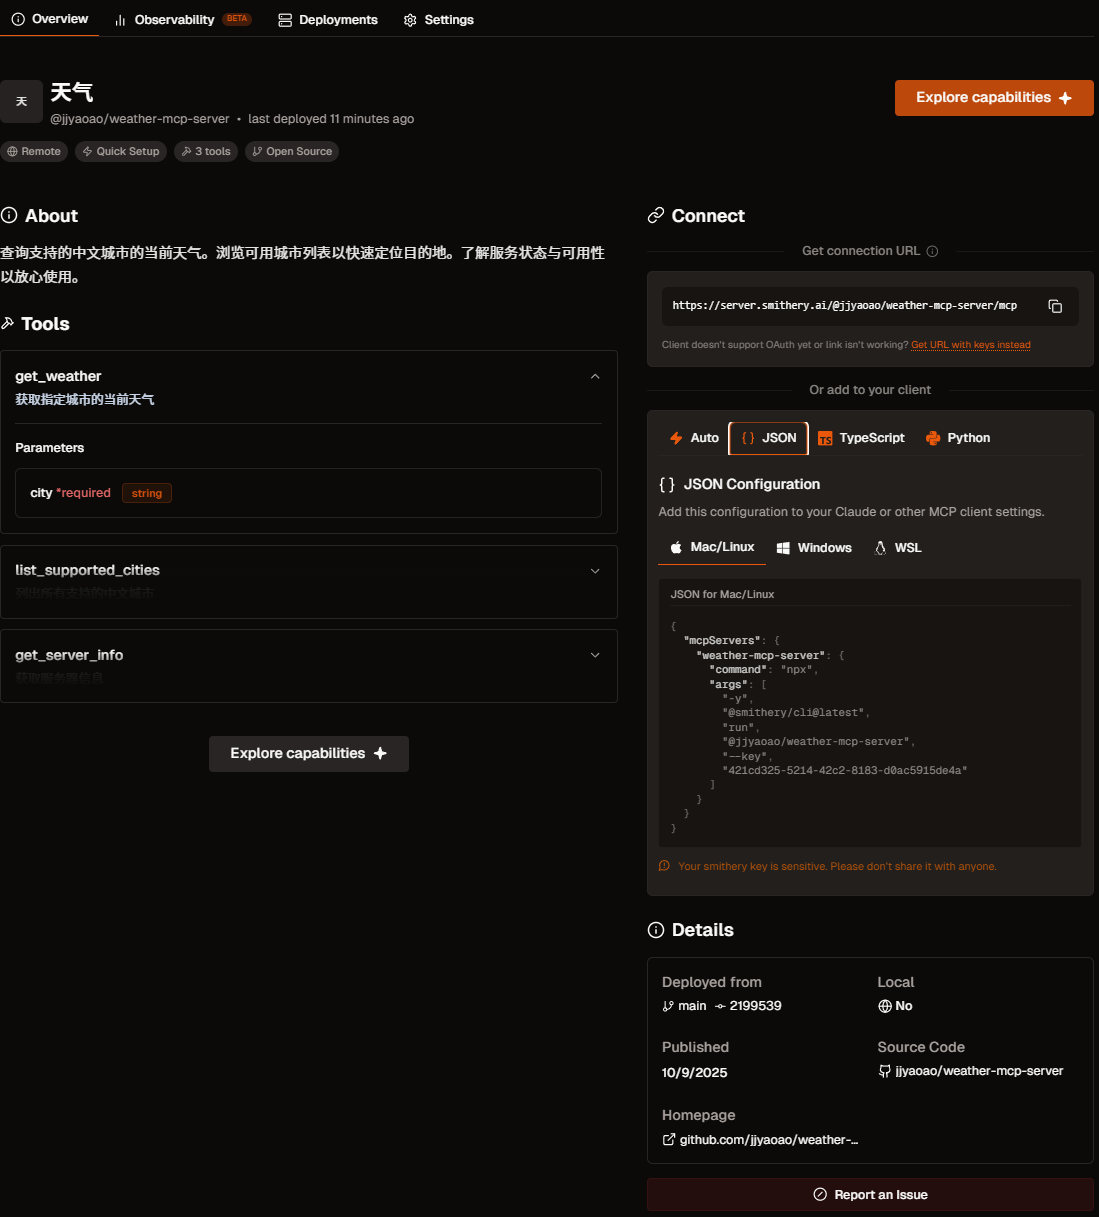 Overview
Observability BETA
Deployments
Settings
天
天气
@jjyaoao/weather-mcp-server • last deployed 11 minutes ago
Explore capabilities
Remote
Quick Setup
3 tools
Open Source
About
查询支持的中文城市的当前天气。浏览可用城市列表以快速定位目的地。了解服务状态与可用性
以放心使用。
Tools
get_weather
获取指定城市的当前天气
Parameters
city *required string
list_supported_cities
列出所有支持的中文城市
get_server_info
获取服务器信息
Explore capabilities
Connect
Get connection URL
https://server.smithery.ai/@jjyaoao/weather-mcp-server/mcp
Client doesn't support OAuth yet or link isn't working? Get URL with keys instead
Or add to your client
Auto
{ } JSON
TS TypeScript
Python
{ } JSON Configuration
Add this configuration to your Claude or other MCP client settings.
Mac/Linux
Windows
WSL
JSON for Mac/Linux
{
"mcpServers": {
"weather-mcp-server": {
"command": "npx",
"args": [
"-y",
"@smithery/cli@latest",
"run",
"@jjyaoao/weather-mcp-server",
"--key",
"421cd325-5214-42c2-8183-d0ac5915de4a"
]
}
}
}
Your smithery key is sensitive. Please don't share it with anyone.
Details
Deployed from
main 2199539
Local
No
Published
10/9/2025
Source Code
jjyaoao/weather-mcp-server
Homepage
github.com/jjyaoao/weather-...
Report an Issue